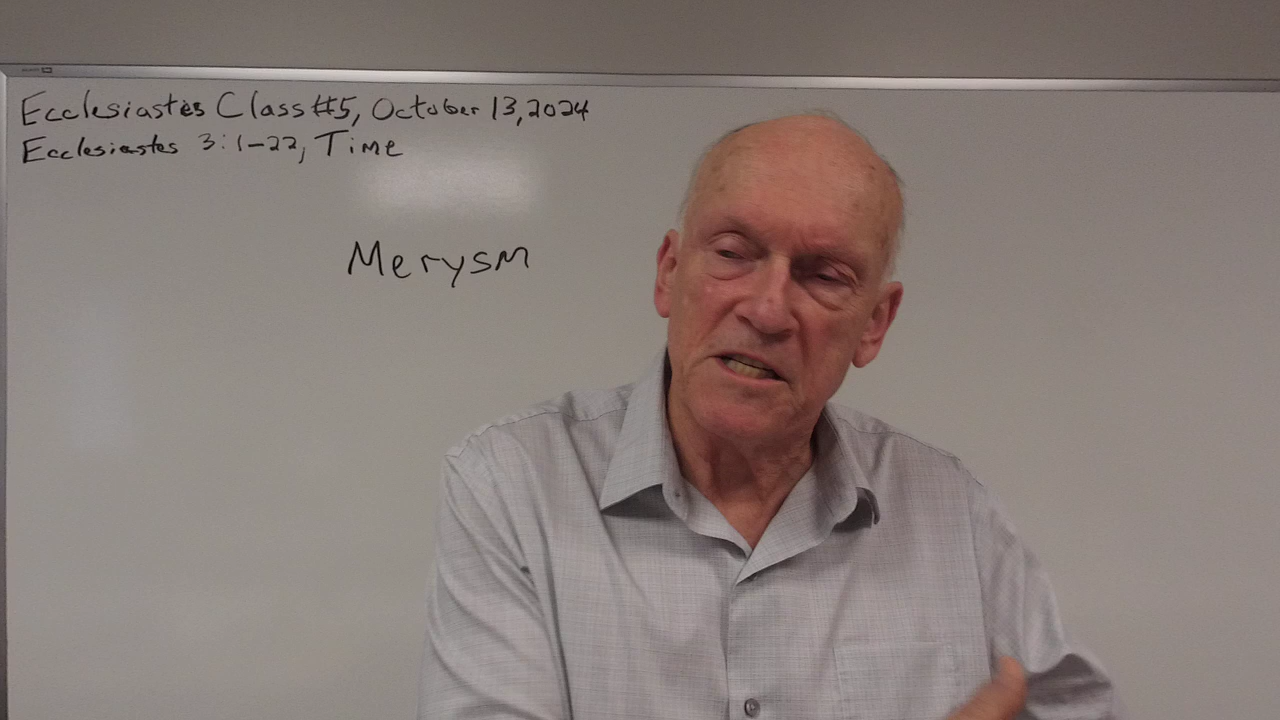 Ecclesiastes Class #5, October 13, 2024
Ecclesiastes 3:1-22, Time
Merysm